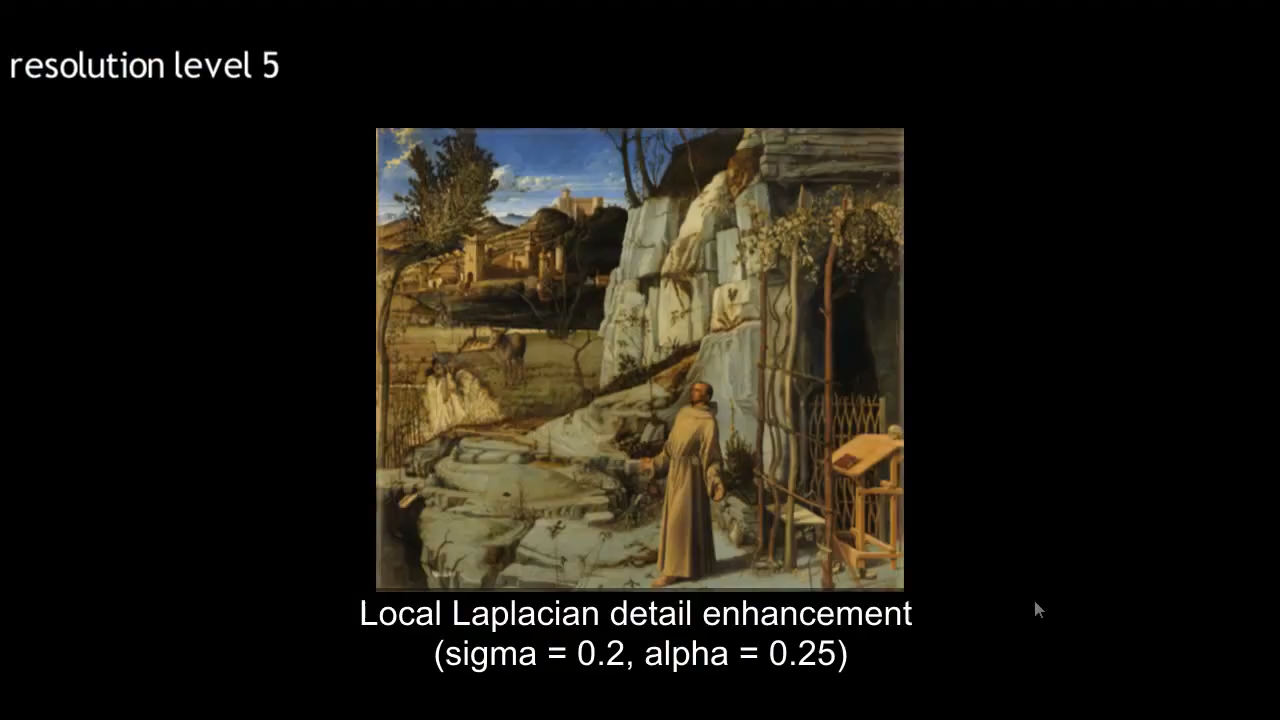 resolution level 5
Local Laplacian detail enhancement
(sigma = 0.2, alpha = 0.25)